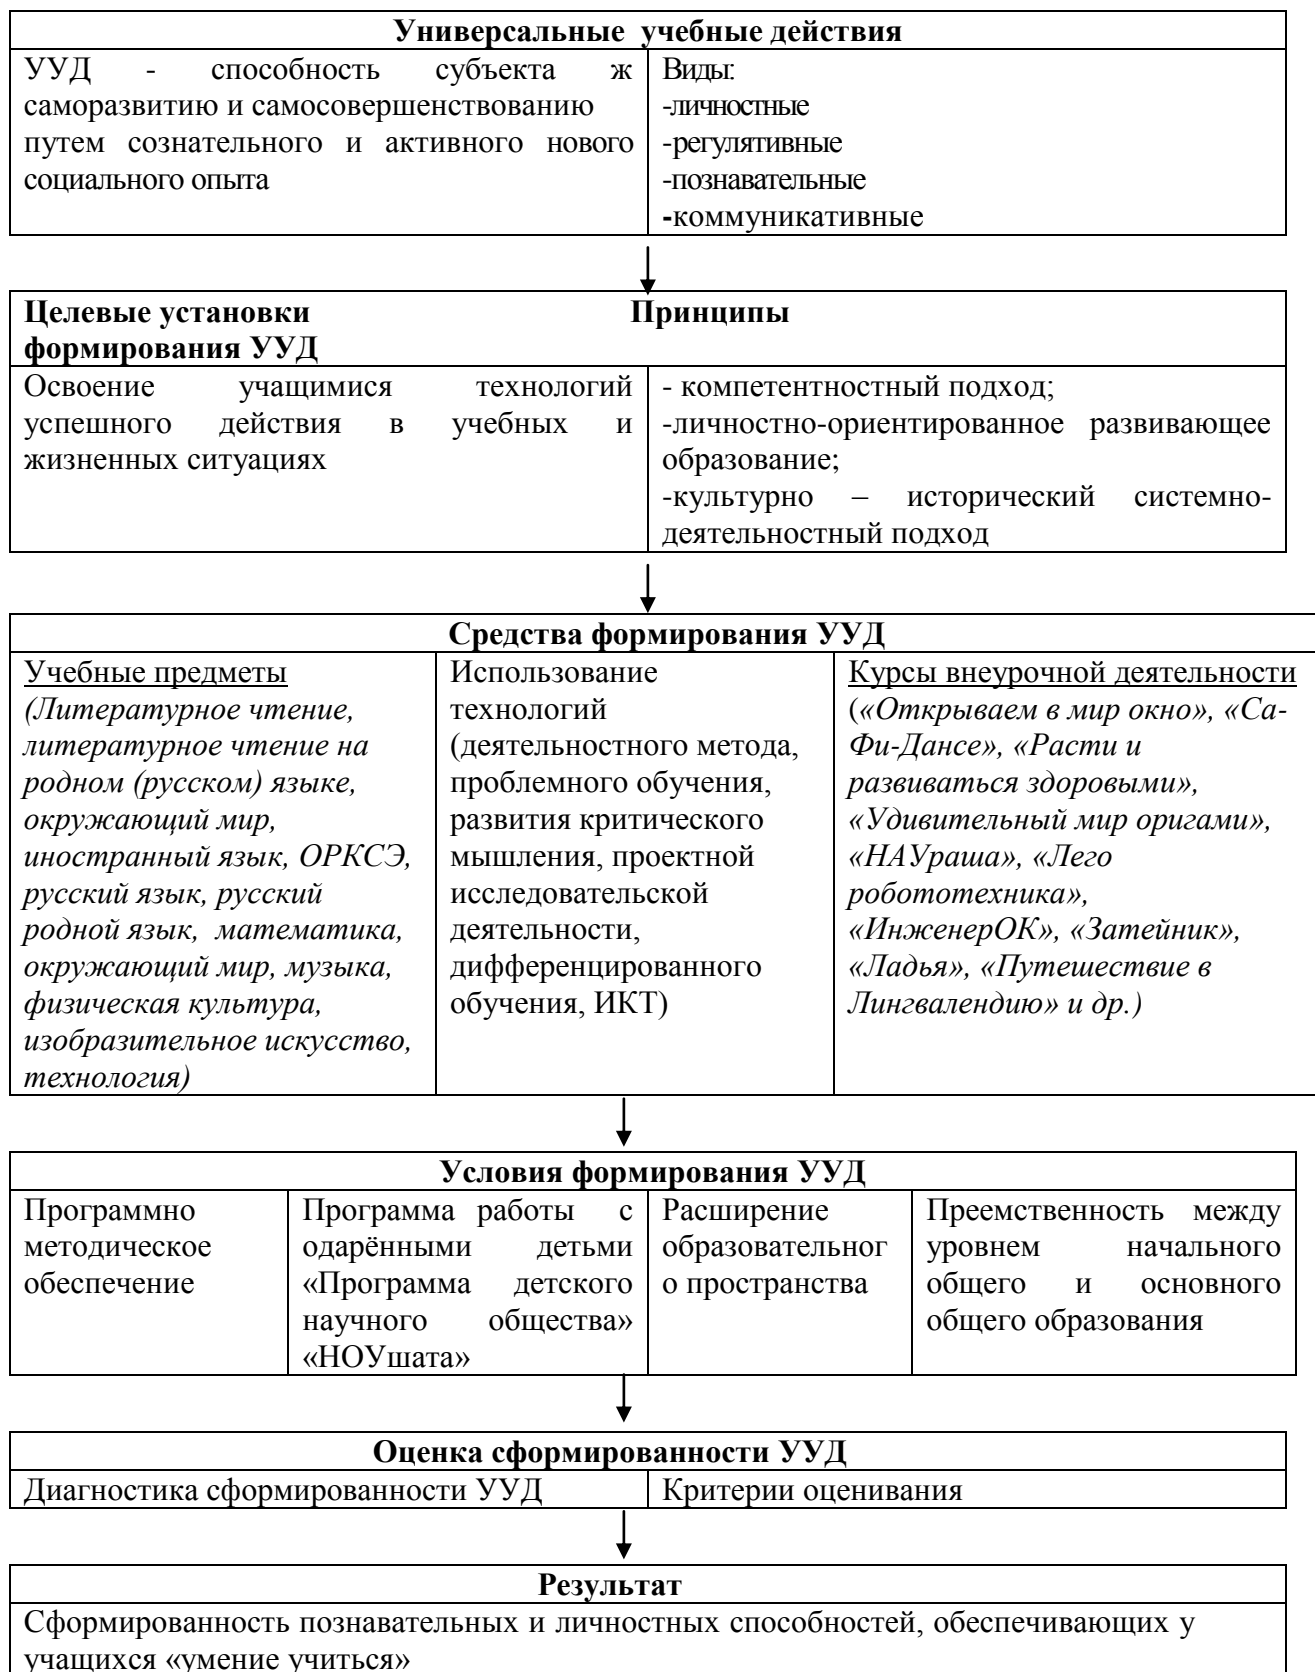 Универсальные учебные действия
УУД - способность субъекта ж
саморазвитию и самосовершенствованию
путем сознательного и активного нового
социального опыта
Виды:
-личностные
-регулятивные
-познавательные
-коммуникативные
Целевые установки
формирования УУД
Принципы
Освоение учащимися технологий
успешного действия в учебных и
жизненных ситуациях
- компетентностный подход;
-личностно-ориентированное развивающее
образование;
-культурно – исторический системно-
деятельностный подход
Средства формирования УУД
Учебные предметы
(Литературное чтение,
литературное чтение на
родном (русском) языке,
окружающий мир,
иностранный язык, ОРКСЭ,
русский язык, русский
родной язык, математика,
окружающий мир, музыка,
физическая культура,
изобразительное искусство,
технология)
Использование
технологий
(деятельностного метода,
проблемного обучения,
развития критического
мышления, проектной
исследовательской
деятельности,
дифференцированного
обучения, ИКТ)
Курсы внеурочной деятельности
(«Открываем в мир окно», «Са-
Фи-Дансе», «Расти и
развиваться здоровыми»,
«Удивительный мир оригами»,
«НАУраша», «Лего
робототехника»,
«ИнженерОК», «Затейник»,
«Ладья», «Путешествие в
Лингвалендию» и др.)
Условия формирования УУД
Программно
методическое
обеспечение
Программа работы с
одарёнными детьми
«Программа детского
научного общества»
«НОУшата»
Расширение
образовательног
о пространства
Преемственность между
уровнем начального
общего и основного
общего образования
Оценка сформированности УУД
Диагностика сформированности УУД
Критерии оценивания
Результат
Сформированность познавательных и личностных способностей, обеспечивающих у
учащихся «умение учиться»